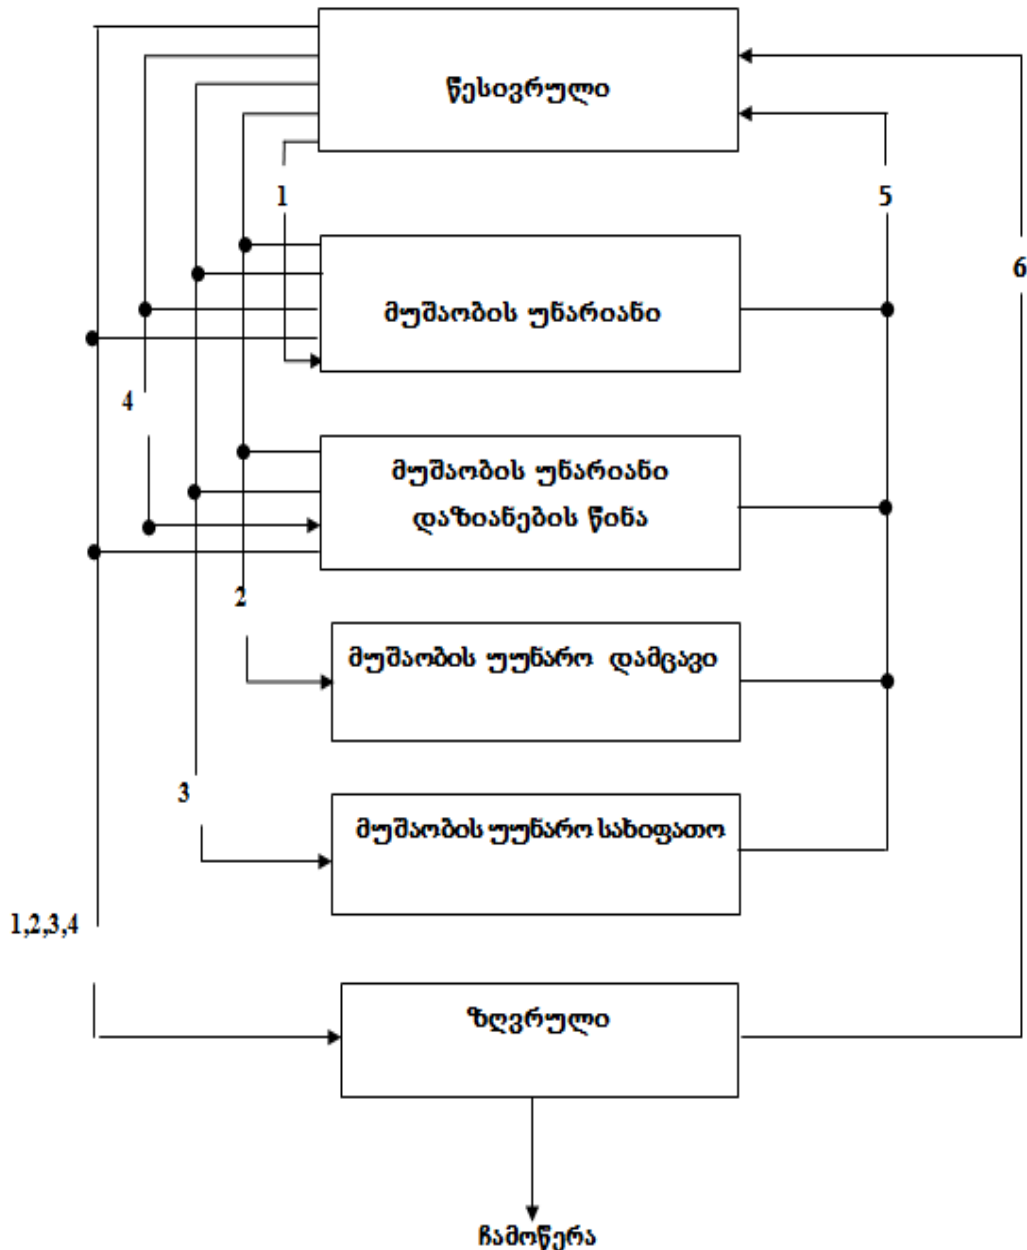 წესივრული
1
5
6
მუშაობის უნარიანი
4
მუშაობის უნარიანი
დაზიანების წინა
2
მუშაობის უუნარო დამცავი
3
მუშაობის უუნარო სახიფათო
1,2,3,4
ზღვრული
ჩამოწერა